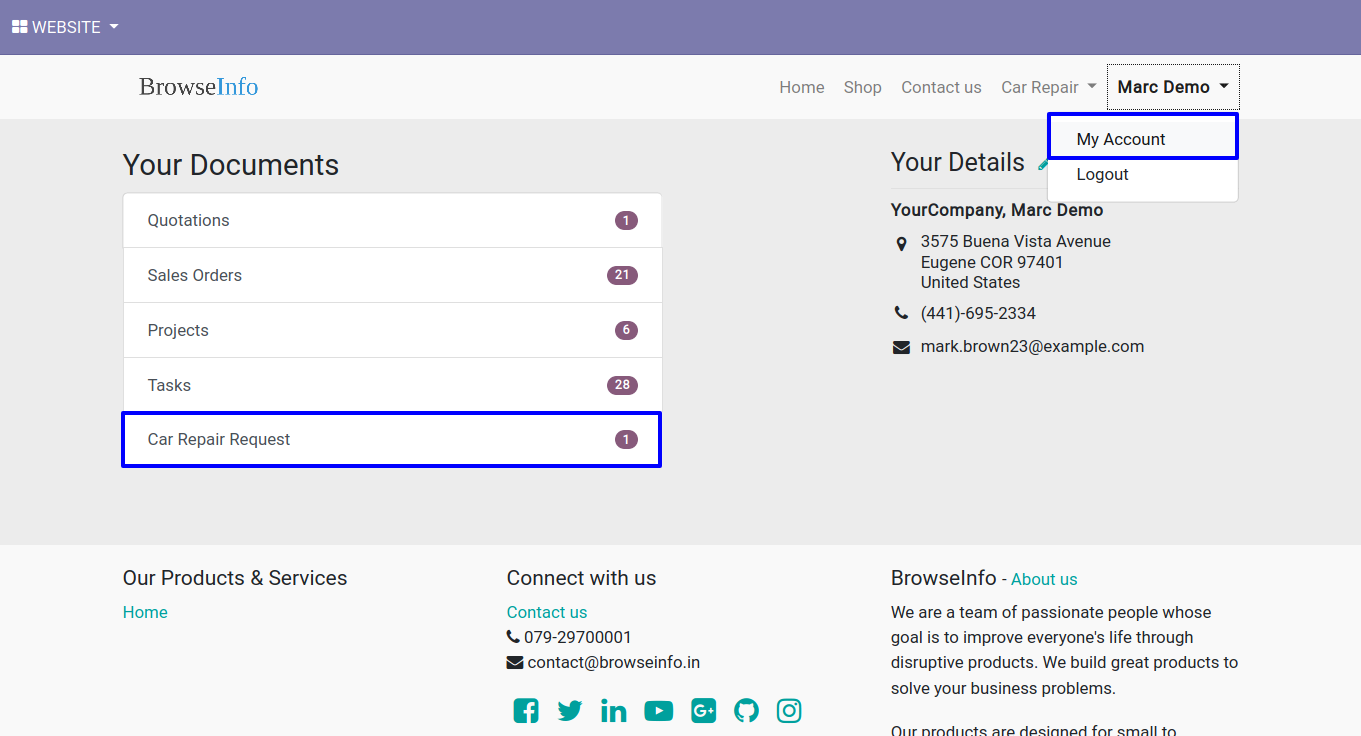 WEBSITE
BrowseInfo
Home Shop Contact us Car Repair Marc Demo
My Account
Logout
Your Documents
Quotations 1
Sales Orders 21
Projects 6
Tasks 28
Car Repair Request 1
Your Details
YourCompany, Marc Demo
3575 Buena Vista Avenue
Eugene COR 97401
United States
(441)-695-2334
mark.brown23@example.com
Our Products & Services
Home
Connect with us
Contact us
079-29700001
contact@browseinfo.in
BrowseInfo - About us
We are a team of passionate people whose
goal is to improve everyone's life through
disruptive products. We build great products to
solve your business problems.
Our products are designed for small to